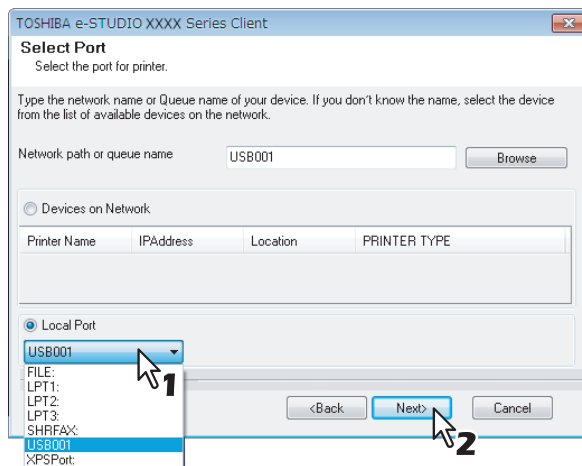 TOSHIBA e-STUDIO XXXX Series Client
Select Port
Select the port for printer.
Type the network name or Queue name of your device. If you don't know the name, select the device
from the list of available devices on the network.
Network path or queue name USB001 Browse
Devices on Network
Printer Name IPAddress Location PRINTER TYPE
Local Port
USB001
1
FILE:
LPT1:
LPT2:
LPT3:
SHRFAX:
USB001
XPSPort:
<Back Next> Cancel
2